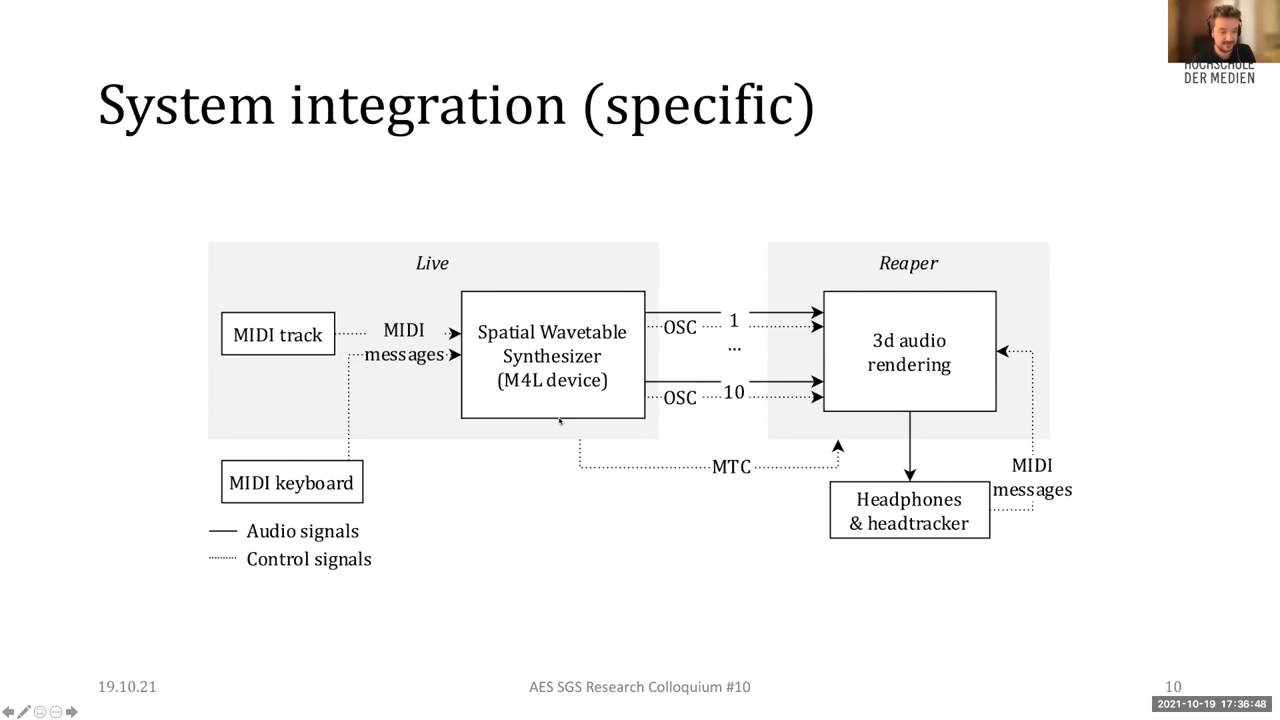 HOCHSCHULE
DER MEDIEN
System integration (specific)
Live
Reaper
MIDI track
MIDI
messages
Spatial Wavetable
Synthesizer
(M4L device)
OSC
1
...
OSC
10
3d audio
rendering
MTC
MIDI
messages
MIDI keyboard
Headphones
& headtracker
Audio signals
Control signals
19.10.21
AES SGS Research Colloquium #10
10
2021-10-19 17:36:48